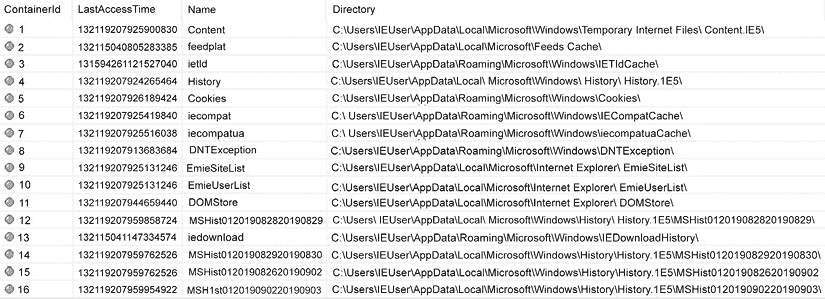 ContainerId LastAccessTime Name Directory
1 132119207925900830 Content C:\Users\IEUser\AppData\Local\Microsoft\Windows\Temporary Internet Files\ Content.IE5\
2 132115040805283385 feedplat C:\Users\IEUser\AppData\Local\Microsoft\Feeds Cache\
3 131594261121527040 ietId C:\Users\IEUser\AppData\Roaming\Microsoft\Windows\IETIdCache\
4 132119207924265464 History C:\Users\IEUser\AppData\Local\Microsoft\Windows\ History\ History.1E5\
5 132119207926189424 Cookies C:\Users\IEUser\AppData\Roaming\Microsoft\Windows\Cookies\
6 132119207925419840 iecompat C:\Users\IEUser\AppData\Roaming\Microsoft\Windows\IECompatCache\
7 132119207925516038 iecompatua C:\ Users\IEUser\AppData\Roaming\Microsoft\Windows\iecompatuaCache\
8 132119207913683684 DNTException C:\Users\IEUser\AppData\Roaming\Microsoft\Windows\DNTException\
9 132119207925131246 EmieSiteList C:\Users\IEUser\AppData\Local\Microsoft\Internet Explorer\ EmieSiteList\
10 132119207925131246 EmieUserList C:\Users\IEUser\AppData\Local\Microsoft\Internet Explorer\ EmieUserList\
11 132119207944659440 DOMStore C:\Users\IEUser\AppData\Local\Microsoft\Internet Explorer\ DOMStore\
12 132119207959858724 MSHist012019082820190829 C:\Users\ IEUser\AppData\Local\ Microsoft\Windows\History\ History.1E5\MSHist012019082820190829\
13 132115041147334574 iedownload C:\Users\IEUser\AppData\Roaming\Microsoft\Windows\IEDownloadHistory\
14 132119207959762526 MSHist012019082920190830 C:\Users\IEUser\AppData\Local\Microsoft\Windows\History\History.1E5\MSHist012019082920190830\
15 132119207959762526 MSHist012019082620190902 C:\Users\IEUser\AppData\Local\Microsoft\Windows\History\History.1E5\MSHist012019082620190902
16 132119207959954922 MSH1st012019090220190903 C:\Users\IEUser\AppData\Local\Microsoft\Windows\History\History.1E5\MSHist012019090220190903\